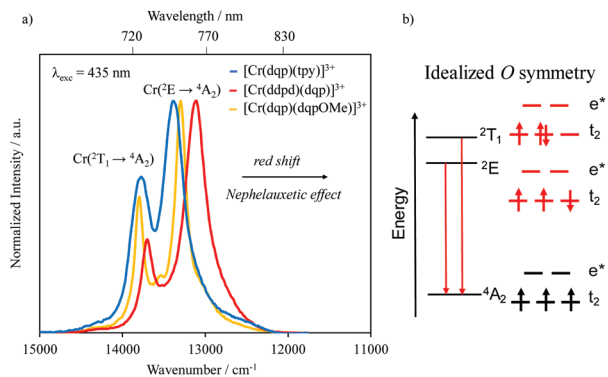 a)
Wavelength / nm
720
770
830
λexc = 435 nm
Cr(²E → ⁴A₂)
[Cr(dqp)(tpy)]³⁺
[Cr(ddpd)(dqp)]³⁺
[Cr(dqp)(dqpOMe)]³⁺
Cr(²T₁ → ⁴A₂)
red shift
Nephelauxetic effect
Normalized Intensity / a.u.
15000
14000
13000
12000
11000
Wavenumber / cm⁻¹
b)
Idealized O symmetry
Energy
e*
²T₁
t₂
²E
e*
t₂
e*
⁴A₂
t₂